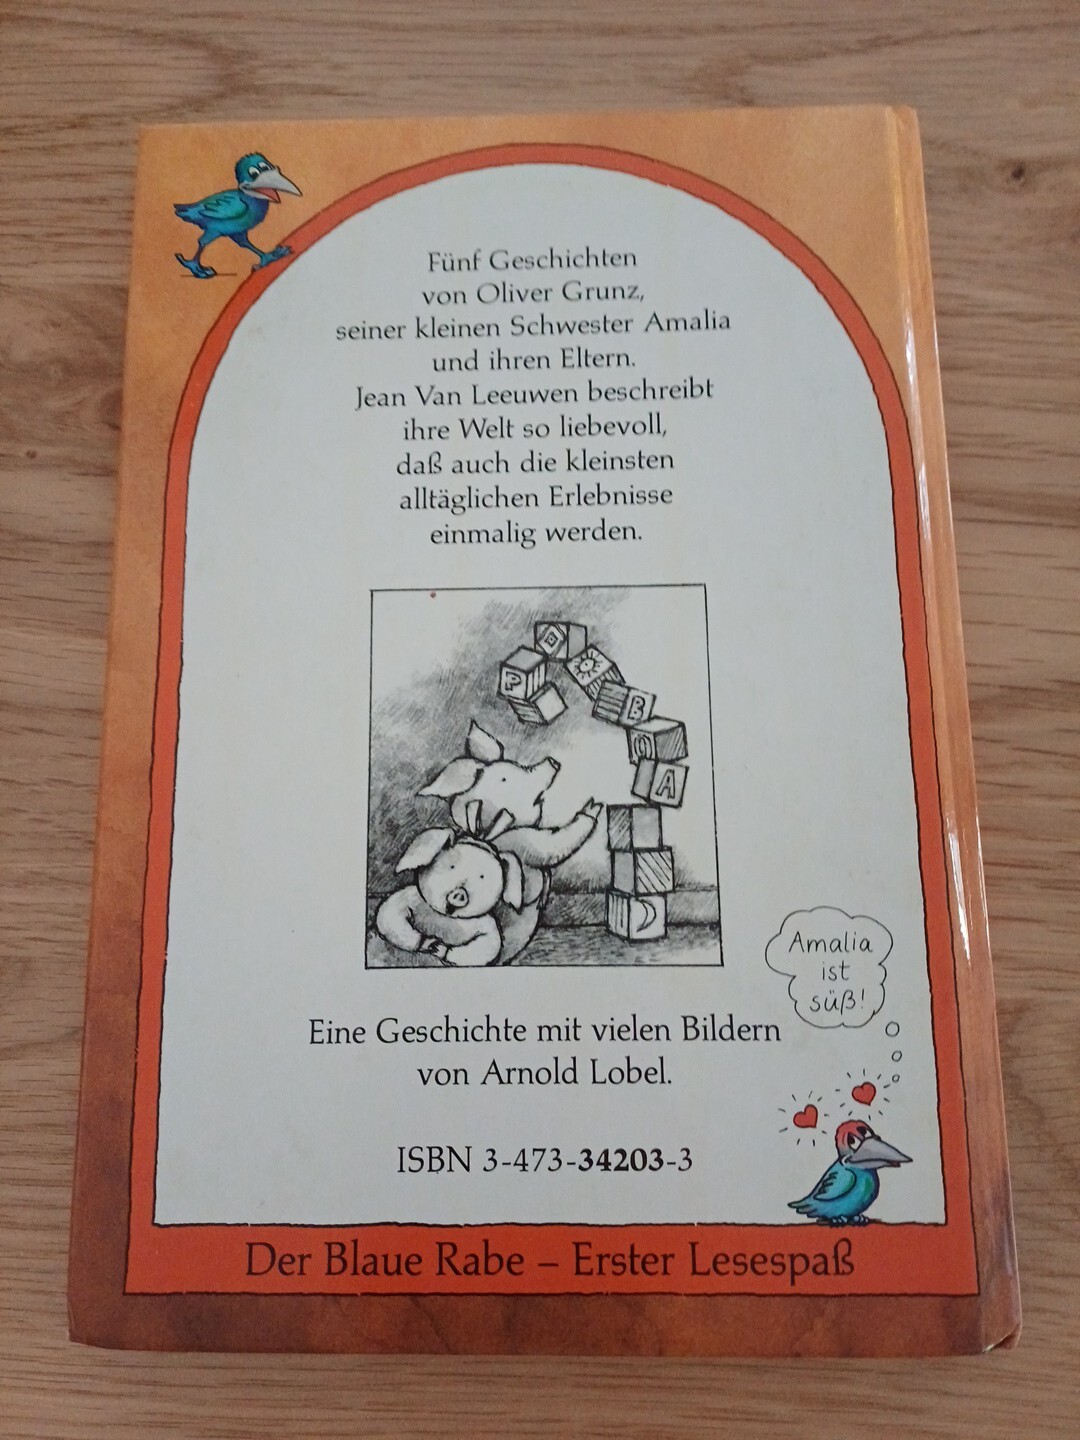 Fünf Geschichten
von Oliver Grunz,
seiner kleinen Schwester Amalia
und ihren Eltern.
Jean Van Leeuwen beschreibt
ihre Welt so liebevoll,
daß auch die kleinsten
alltäglichen Erlebnisse
einmalig werden.
P
B
A
Amalia
ist
süß!
Eine Geschichte mit vielen Bildern
von Arnold Lobel.
ISBN 3-473-34203-3
Der Blaue Rabe – Erster Lesespaß